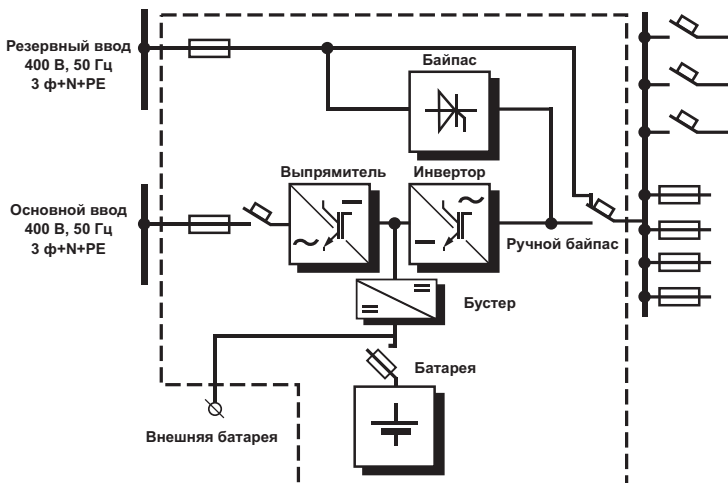 Резервный ввод
400 В, 50 Гц
3 ф+N+PE
Байпас
Выпрямитель
Инвертор
Основной ввод
400 В, 50 Гц
3 ф+N+PE
Ручной байпас
Бустер
Батарея
Внешняя батарея